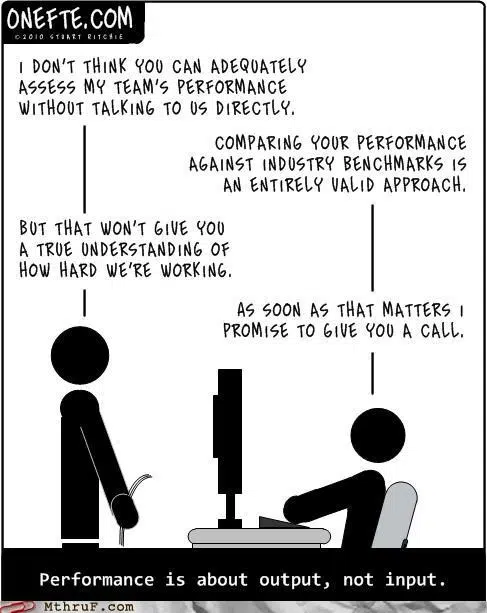 ONEFTE.COM
©2010 STUART RITCHIE
I DON'T THINK YOU CAN ADEQUATELY
ASSESS MY TEAM'S PERFORMANCE
WITHOUT TALKING TO US DIRECTLY.
COMPARING YOUR PERFORMANCE
AGAINST INDUSTRY BENCHMARKS IS
AN ENTIRELY VALID APPROACH.
BUT THAT WON'T GIVE YOU
A TRUE UNDERSTANDING OF
HOW HARD WE'RE WORKING.
AS SOON AS THAT MATTERS I
PROMISE TO GIVE YOU A CALL.
Performance is about output, not input.
MthruF.com